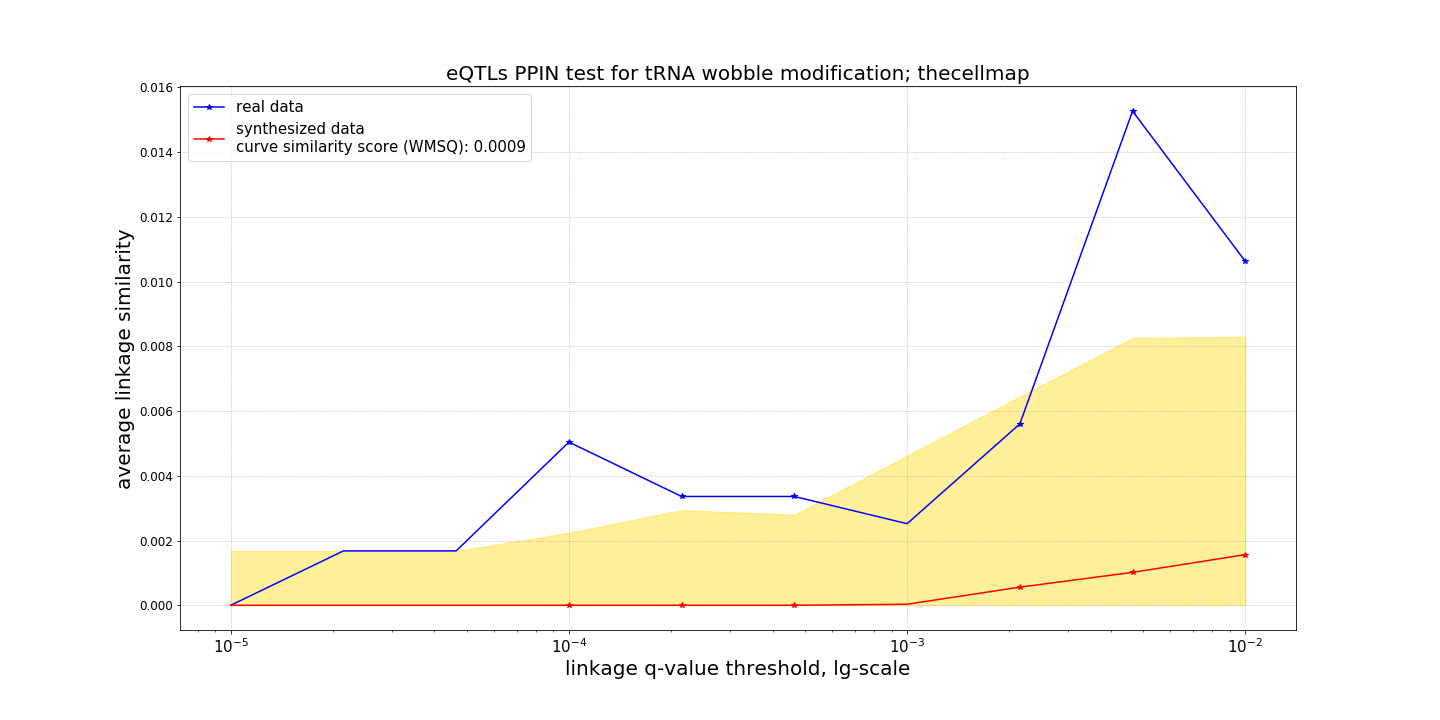 eQTLs PPIN test for tRNA wobble modification; thecellmap
real data
synthesized data
curve similarity score (WMSQ): 0.0009
average linkage similarity
0.016
0.014
0.012
0.010
0.008
0.006
0.004
0.002
0.000
10⁻⁵ 10⁻⁴ 10⁻³ 10⁻²
linkage q-value threshold, lg-scale